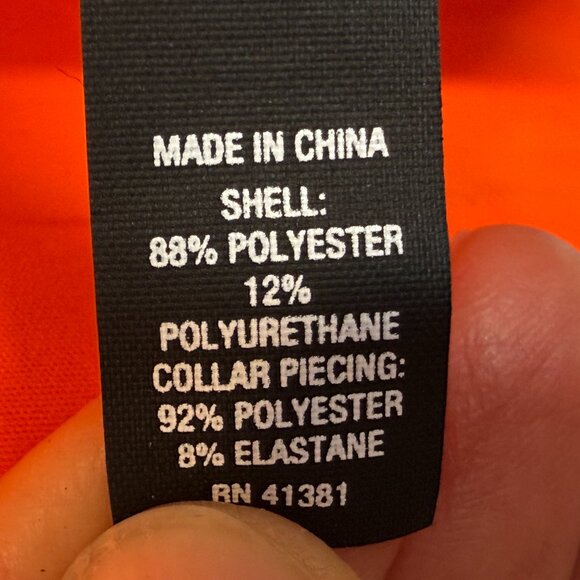 MADE IN CHINA
SHELL:
88% POLYESTER
12%
POLYURETHANE
COLLAR PIECING:
92% POLYESTER
8% ELASTANE
RN 41381